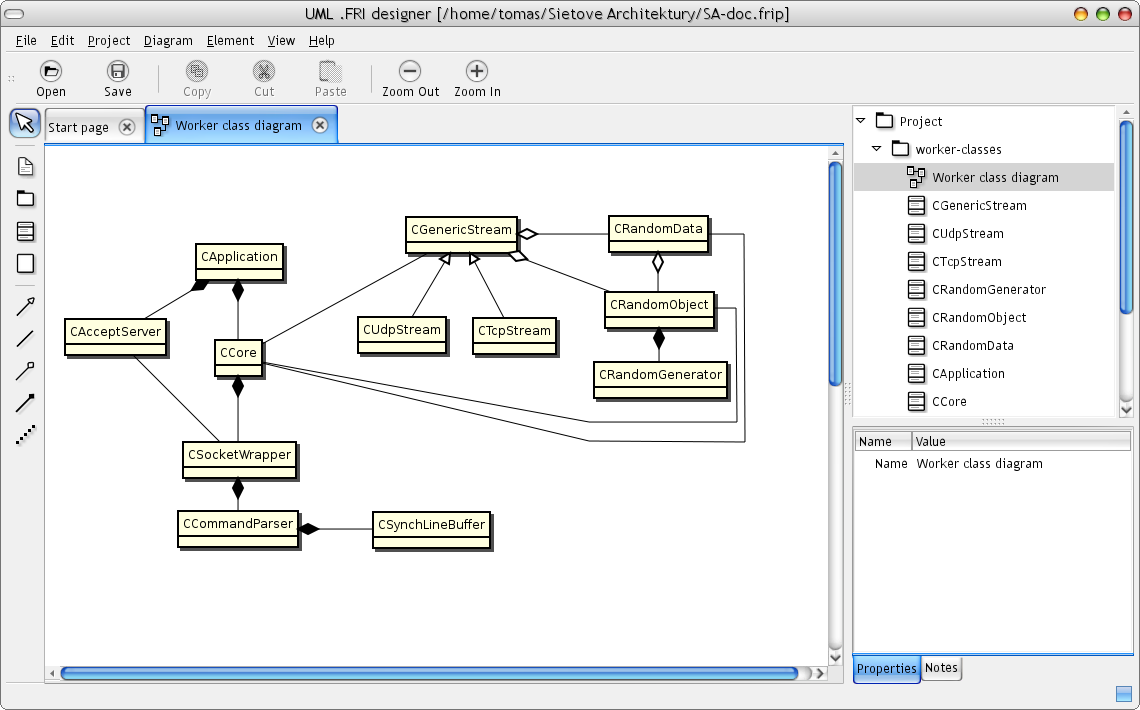 UML .FRI designer [/home/tomas/Sietove Architektury/SA-doc.frip]
File Edit Project Diagram Element View Help
Open Save Copy Cut Paste Zoom Out Zoom In
Start page Worker class diagram
CGenericStream
CRandomData
CApplication
CRandomObject
CAcceptServer
CUdpStream
CTcpStream
CCore
CRandomGenerator
CSocketWrapper
CCommandParser
CSynchLineBuffer
Project
worker-classes
Worker class diagram
CGenericStream
CUdpStream
CTcpStream
CRandomGenerator
CRandomObject
CRandomData
CApplication
CCore
Name Value
Name Worker class diagram
Properties Notes